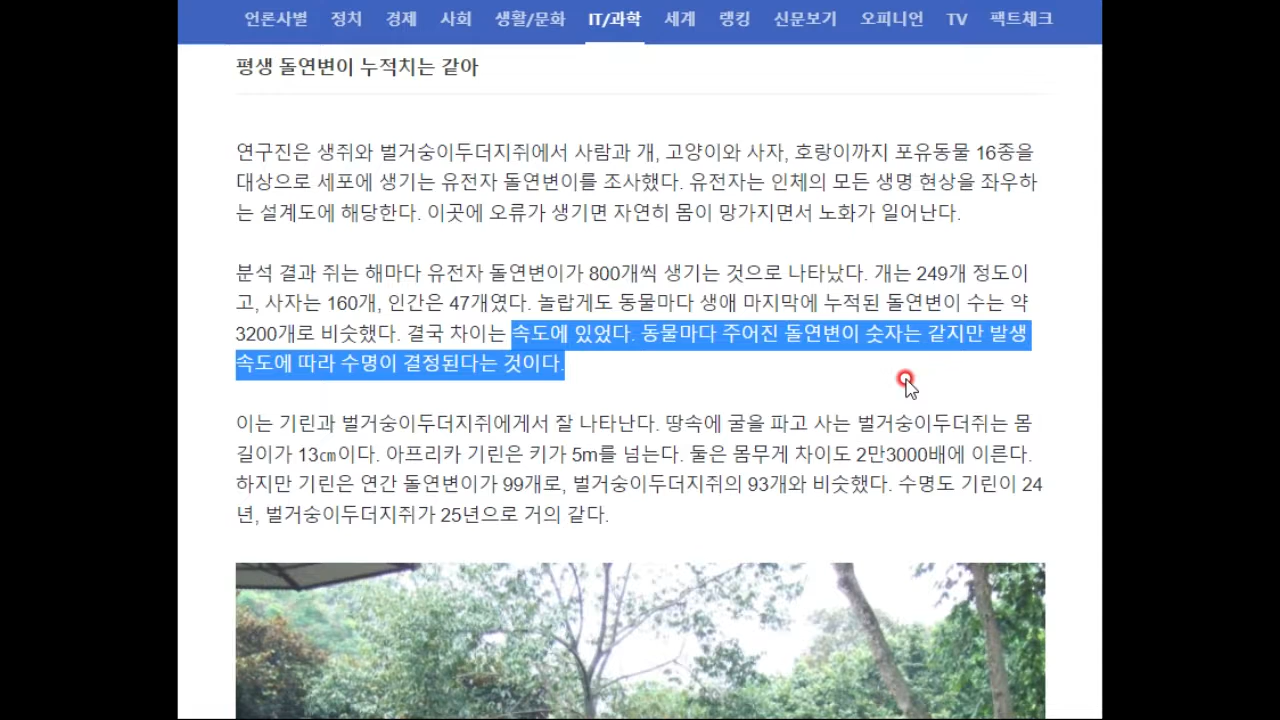 언론사별 정치 경제 사회 생활/문화 IT/과학 세계 랭킹 신문보기 오피니언 TV 팩트체크
평생 돌연변이 누적치는 같아
연구진은 생쥐와 벌거숭이두더지쥐에서 사람과 개, 고양이와 사자, 호랑이까지 포유동물 16종을
대상으로 세포에 생기는 유전자 돌연변이를 조사했다. 유전자는 인체의 모든 생명 현상을 좌우하
는 설계도에 해당한다. 이곳에 오류가 생기면 자연히 몸이 망가지면서 노화가 일어난다.
분석 결과 쥐는 해마다 유전자 돌연변이가 800개씩 생기는 것으로 나타났다. 개는 249개 정도이
고, 사자는 160개, 인간은 47개였다. 놀랍게도 동물마다 생애 마지막에 누적된 돌연변이 수는 약
3200개로 비슷했다. 결국 차이는 속도에 있었다. 동물마다 주어진 돌연변이 숫자는 같지만 발생
속도에 따라 수명이 결정된다는 것이다.
이는 기린과 벌거숭이두더지쥐에게서 잘 나타난다. 땅속에 굴을 파고 사는 벌거숭이두더쥐는 몸
길이가 13㎝이다. 아프리카 기린은 키가 5m를 넘는다. 둘은 몸무게 차이도 2만3000배에 이른다.
하지만 기린은 연간 돌연변이가 99개로, 벌거숭이두더지쥐의 93개와 비슷했다. 수명도 기린이 24
년, 벌거숭이두더지쥐가 25년으로 거의 같다.